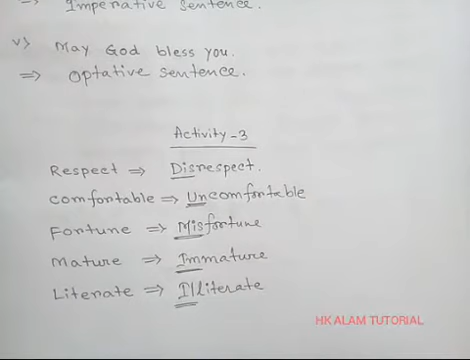 ⇒ Imperative Sentence.
v) May God bless you.
⇒ Optative Sentence.
Activity-3
Respect ⇒ Disrespect.
Comfortable ⇒ Uncomfortable
Fortune ⇒ Misfortune
Mature ⇒ Immature
Literate ⇒ Illiterate
HK ALAM TUTORIAL